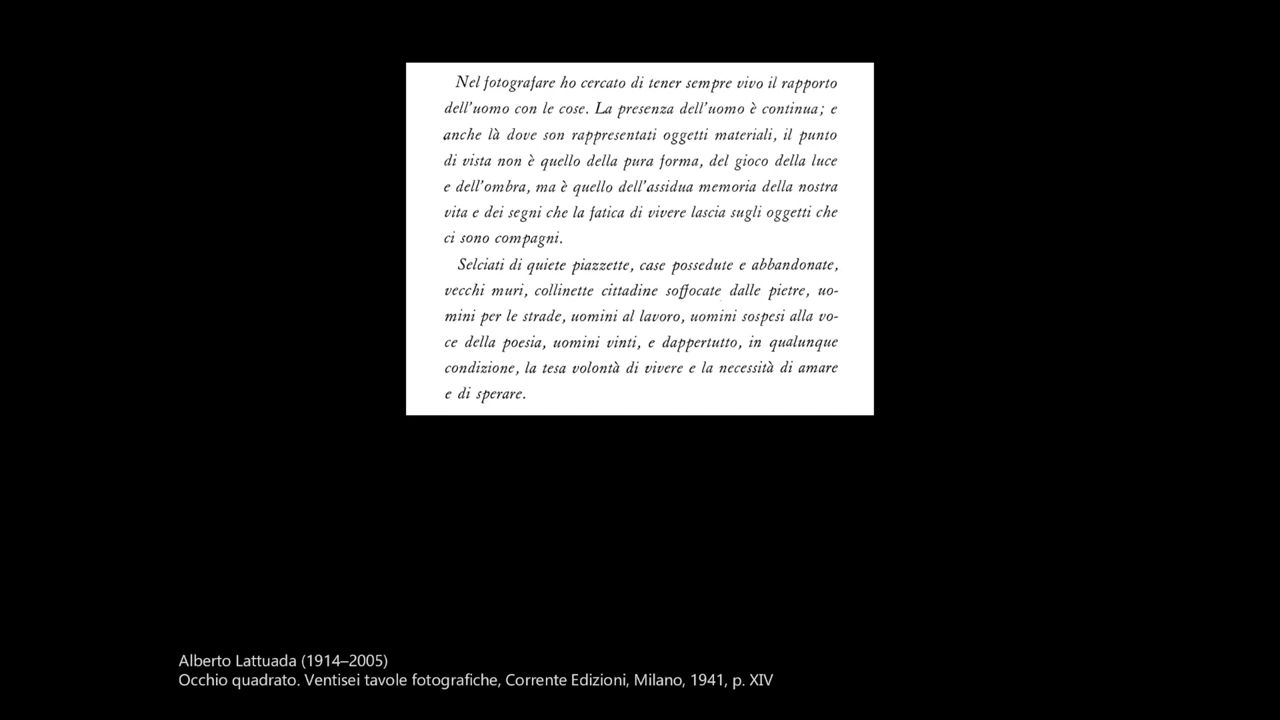 Nel fotografare ho cercato di tener sempre vivo il rapporto
dell'uomo con le cose. La presenza dell'uomo è continua; e
anche là dove son rappresentati oggetti materiali, il punto
di vista non è quello della pura forma, del gioco della luce
e dell'ombra, ma è quello dell'assidua memoria della nostra
vita e dei segni che la fatica di vivere lascia sugli oggetti che
ci sono compagni.
Selciati di quiete piazzette, case possedute e abbandonate,
vecchi muri, collinette cittadine soffocate dalle pietre, uo-
mini per le strade, uomini al lavoro, uomini sospesi alla vo-
ce della poesia, uomini vinti, e dappertutto, in qualunque
condizione, la tesa volontà di vivere e la necessità di amare
e di sperare.
Alberto Lattuada (1914–2005)
Occhio quadrato. Ventisei tavole fotografiche, Corrente Edizioni, Milano, 1941, p. XIV